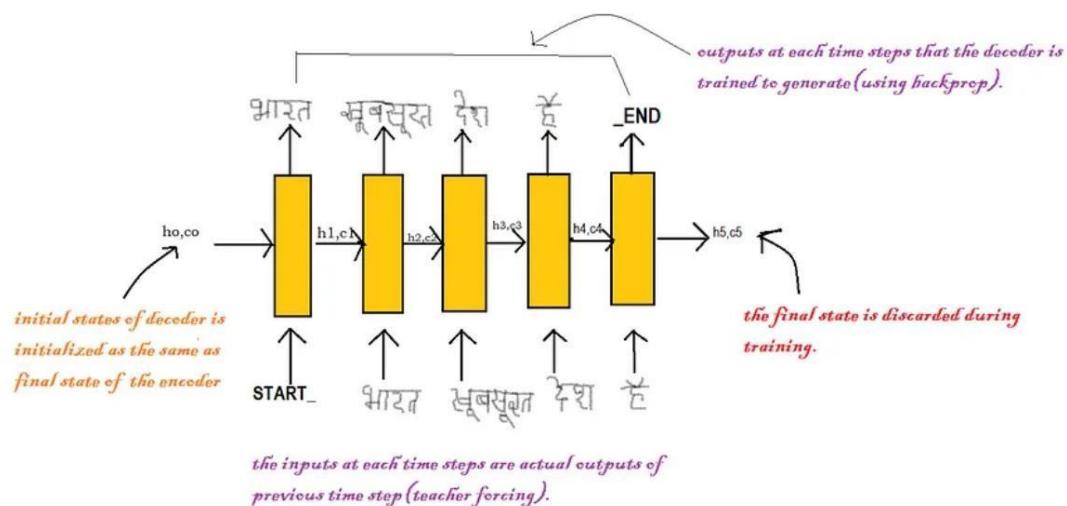 outputs at each time steps that the decoder is
trained to generate (using backprop).
भारत खूबसूरत देश है _END
ho,co h1,c1 h2,c2 h3,c3 h4,c4 h5,c5
initial states of decoder is
initialized as the same as
final state of the encoder
the final state is discarded during
training.
START_ भारत खूबसूरत देश है
the inputs at each time steps are actual outputs of
previous time step (teacher forcing).